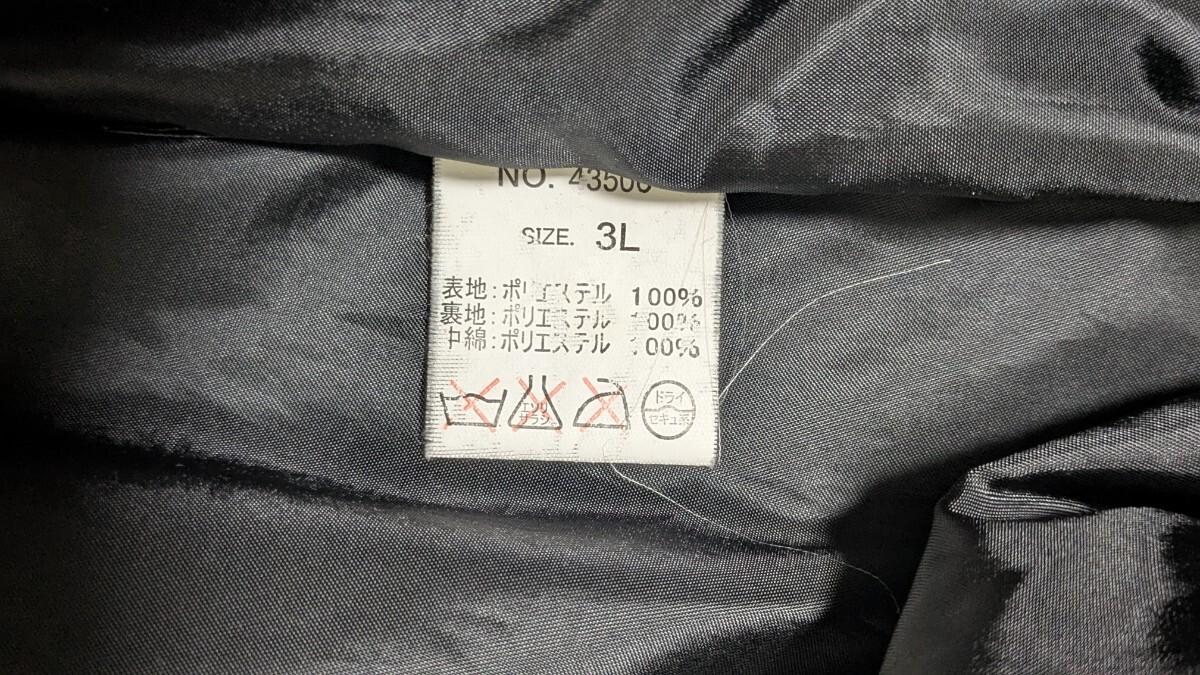 NO. 43500
SIZE. 3L
表地:ポリエステル 100%
裏地:ポリエステル 100%
中綿:ポリエステル 100%
エンソ
サラシ
ドライ
セキユ系